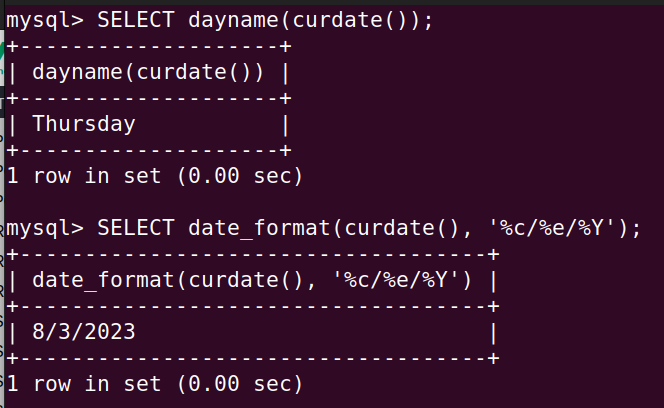 mysql> SELECT dayname(curdate());
+--------------------+
| dayname(curdate()) |
+--------------------+
| Thursday           |
+--------------------+
1 row in set (0.00 sec)
mysql> SELECT date_format(curdate(), '%c/%e/%Y');
+------------------------------------+
| date_format(curdate(), '%c/%e/%Y') |
+------------------------------------+
| 8/3/2023                           |
+------------------------------------+
1 row in set (0.00 sec)